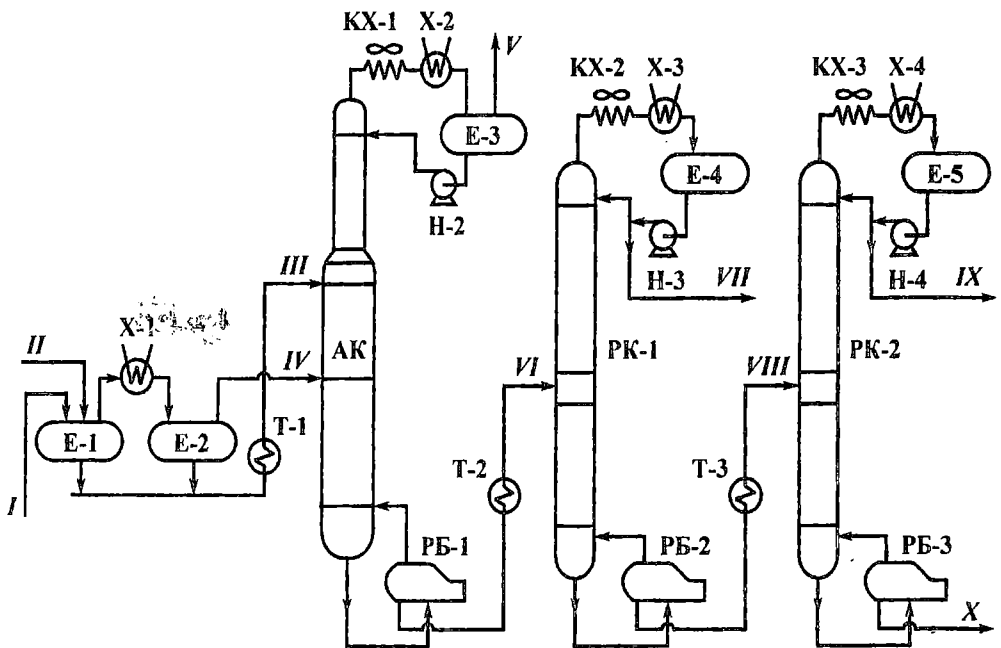 КХ-1 Х-2
V
КХ-2 Х-3
КХ-3 Х-4
Е-3
Е-4
Е-5
Н-2
III
Н-3 VII
Н-4 IX
Х-1
II
IV
АК
РК-1
РК-2
VI
VIII
Е-1
Е-2
Т-1
Т-2
Т-3
I
РБ-1
РБ-2
РБ-3
X